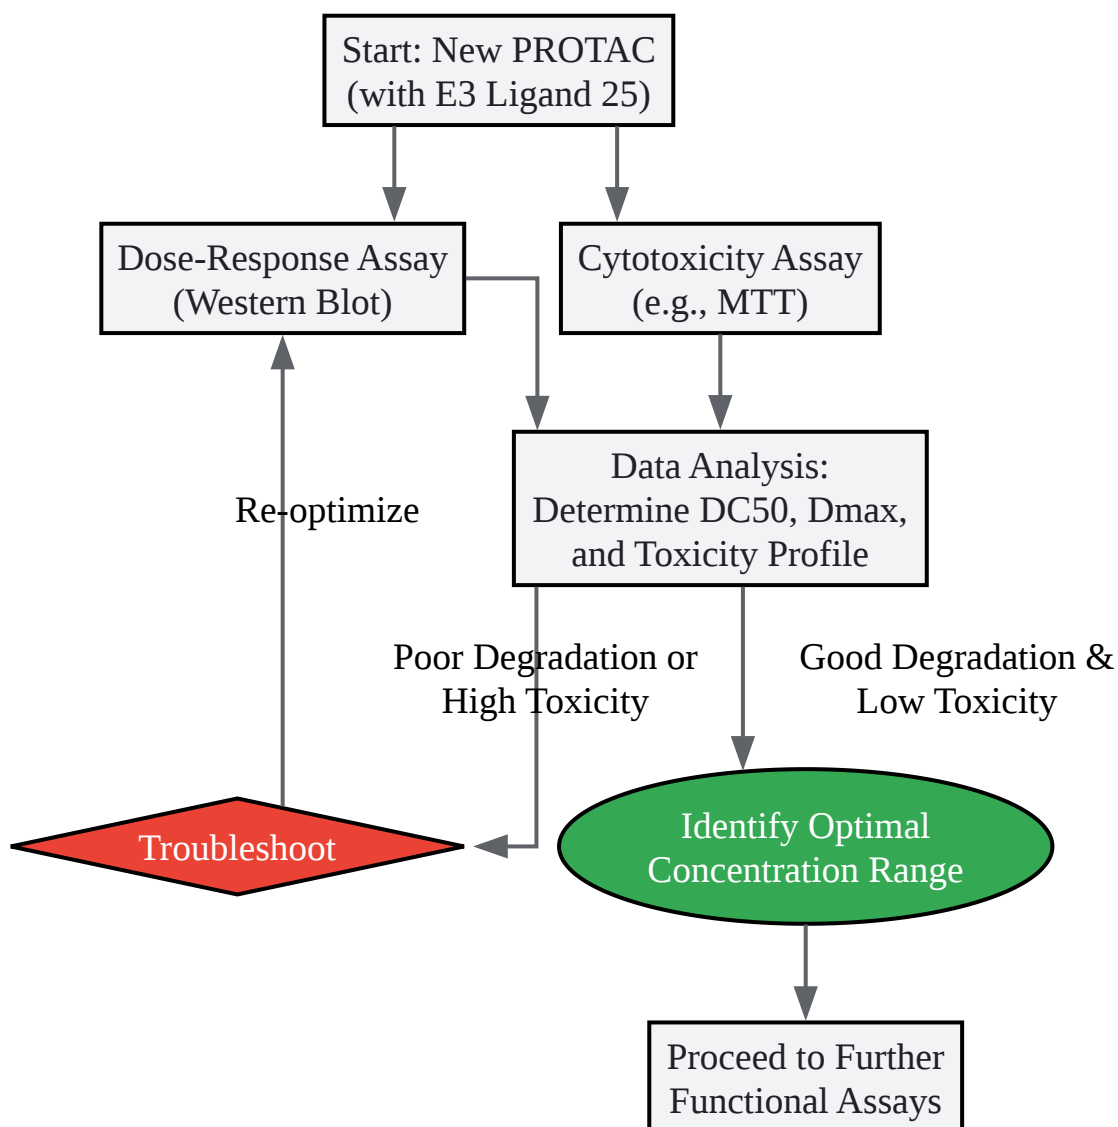 Start: New PROTAC
(with E3 Ligand 25)
Dose-Response Assay
(Western Blot)
Cytotoxicity Assay
(e.g., MTT)
Data Analysis:
Determine DC50, Dmax,
and Toxicity Profile
Re-optimize
Poor Degradation or
High Toxicity
Good Degradation &
Low Toxicity
Troubleshoot
Identify Optimal
Concentration Range
Proceed to Further
Functional Assays